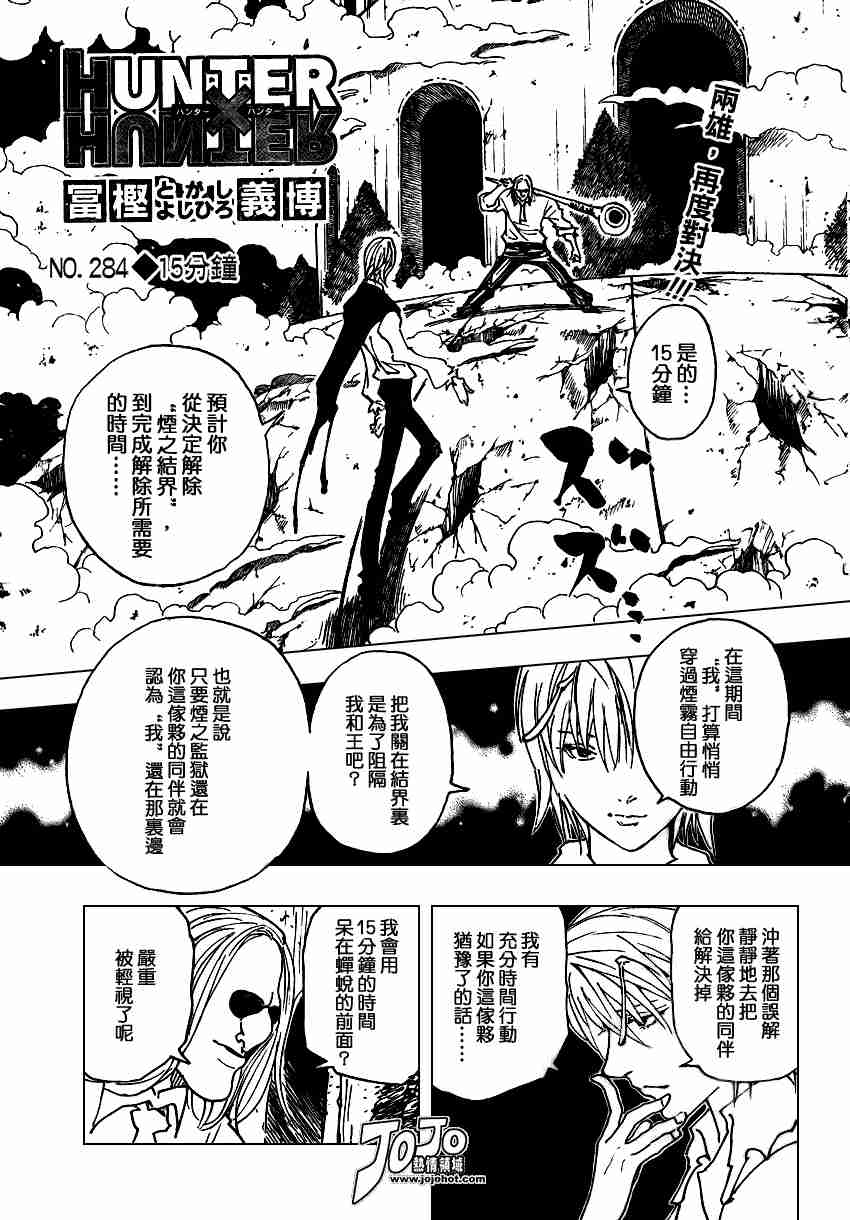 HUNTER
×
HUNTER
ハンター ハンター
冨樫義博
とがし
よしひろ
NO. 284◆15分鐘
兩雄，再度對決!!!
是的…
15分鐘
預計你
從決定解除
“煙之結界”，
到完成解除所需要
的時間……
ズ
ズ
在這期間
“我”打算悄悄
穿過煙霧自由行動
把我關在結界裏
是為了阻隔
我和王吧？
也就是說
只要煙之監獄還在
你這傢夥的同伴就會
認為“我”還在那裏邊
沖著那個誤解
靜靜地去把
你這傢夥的同伴
給解決掉
我有
充分時間行動
如果你這傢夥
猶豫了的話……
我會用
15分鐘的時間
呆在蟬蛻的前面？
嚴重
被輕視了呢
JOJO
熱情領域
www.jojohot.com